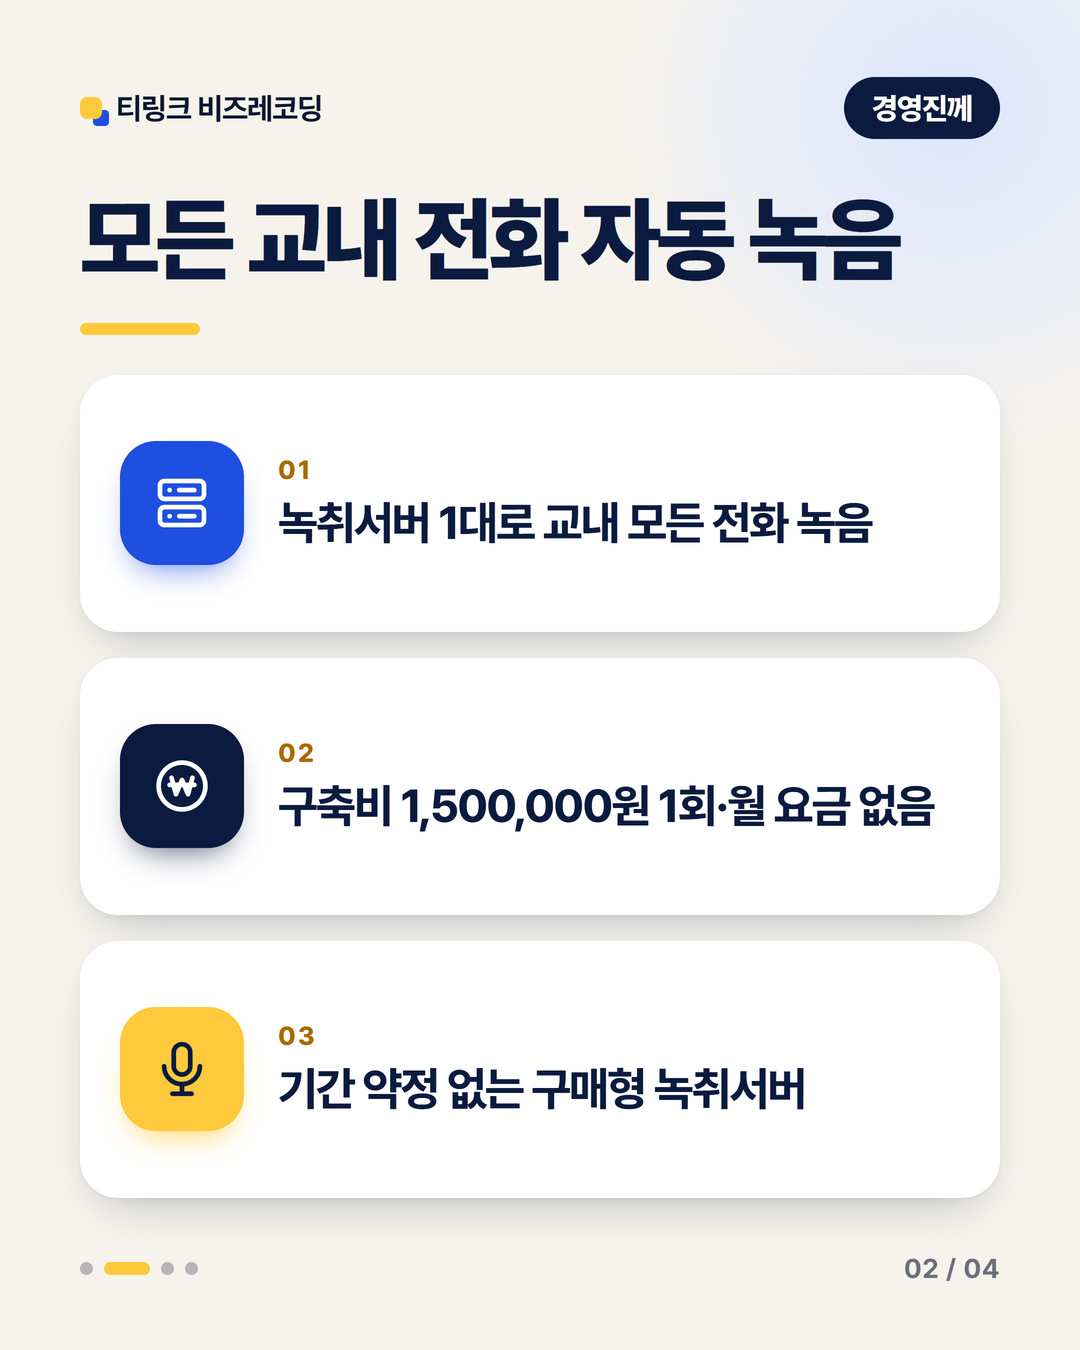 티링크 비즈레코딩
경영진께
모든 교내 전화 자동 녹음
01
녹취서버 1대로 교내 모든 전화 녹음
02
구축비 1,500,000원 1회·월 요금 없음
03
기간 약정 없는 구매형 녹취서버
02 / 04